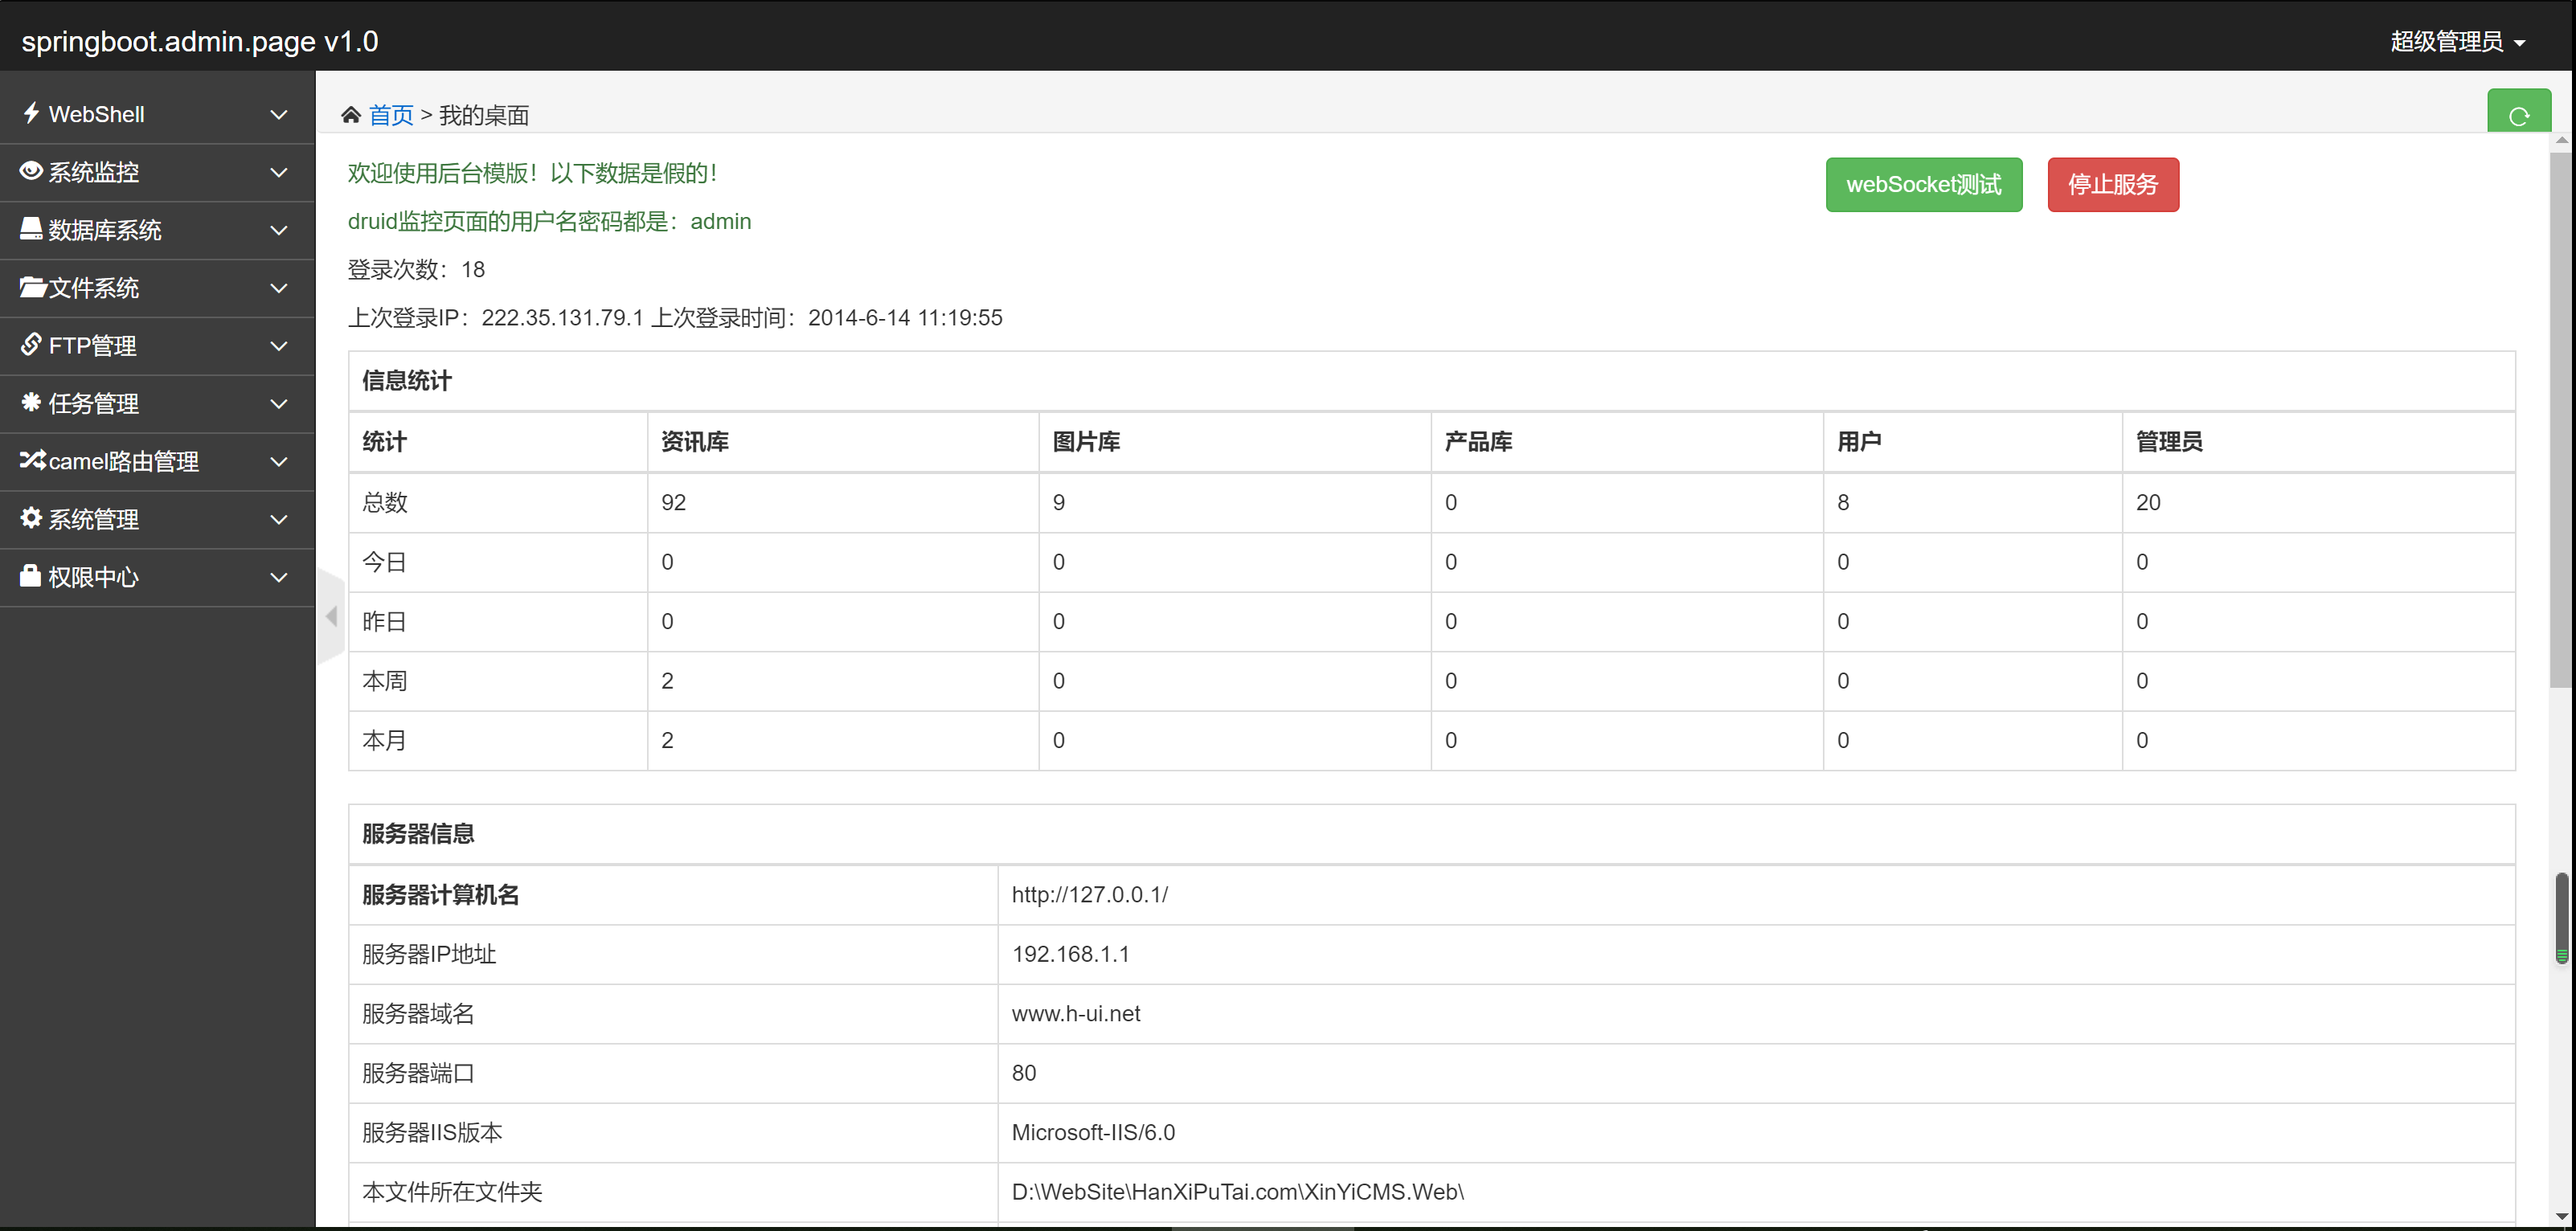 springboot.admin.page v1.0
超级管理员
WebShell
系统监控
数据库系统
文件系统
FTP管理
任务管理
camel路由管理
系统管理
权限中心
首页 > 我的桌面
欢迎使用后台模版！以下数据是假的！
webSocket测试
停止服务
druid监控页面的用户名密码都是：admin
登录次数：18
上次登录IP：222.35.131.79.1 上次登录时间：2014-6-14 11:19:55
信息统计
统计 资讯库 图片库 产品库 用户 管理员
总数 92 9 0 8 20
今日 0 0 0 0 0
昨日 0 0 0 0 0
本周 2 0 0 0 0
本月 2 0 0 0 0
服务器信息
服务器计算机名 http://127.0.0.1/
服务器IP地址 192.168.1.1
服务器域名 www.h-ui.net
服务器端口 80
服务器IIS版本 Microsoft-IIS/6.0
本文件所在文件夹 D:\WebSite\HanXiPuTai.com\XinYiCMS.Web\